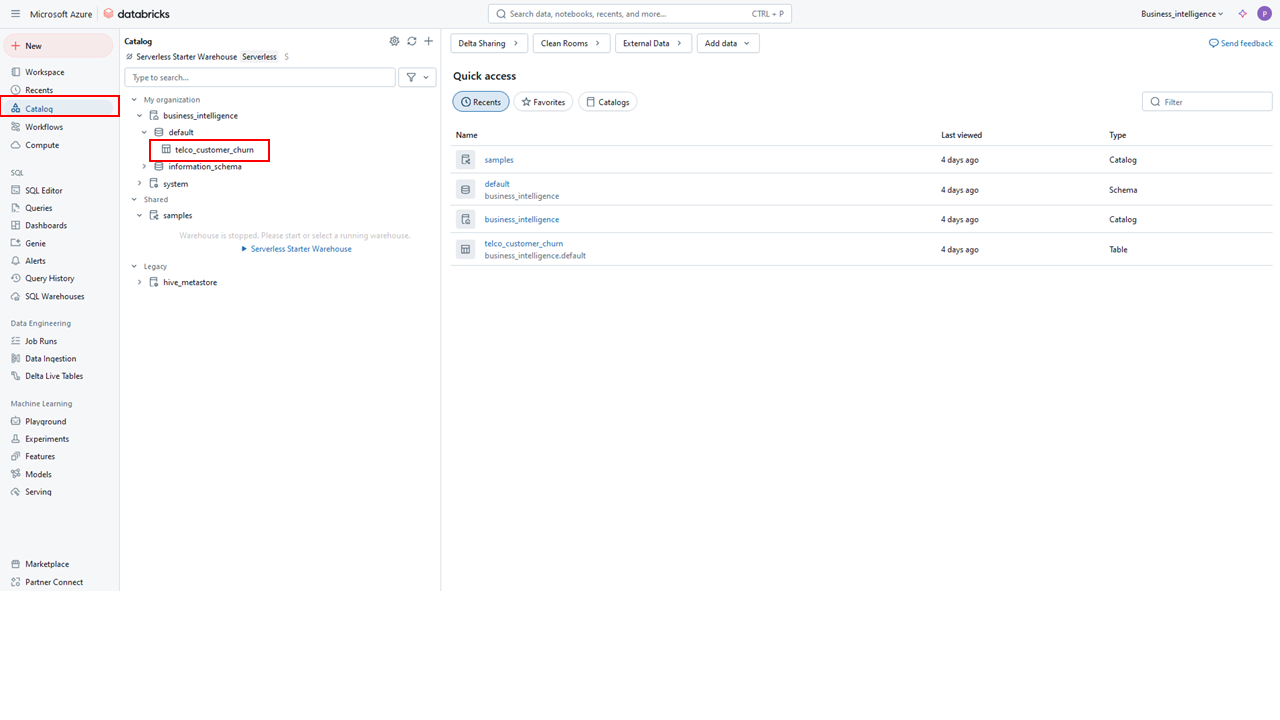 Microsoft Azure databricks Search data, notebooks, recents, and more... CTRL + P Business_intelligence P
New
Workspace
Recents
Catalog
Workflows
Compute
SQL
SQL Editor
Queries
Dashboards
Genie
Alerts
Query History
SQL Warehouses
Data Engineering
Job Runs
Data Ingestion
Delta Live Tables
Machine Learning
Playground
Experiments
Features
Models
Serving
Marketplace
Partner Connect
Catalog
Serverless Starter Warehouse Serverless S
Type to search...
My organization
business_intelligence
default
telco_customer_churn
information_schema
system
Shared
samples
Warehouse is stopped. Please start or select a running warehouse.
Serverless Starter Warehouse
Legacy
hive_metastore
Delta Sharing Clean Rooms External Data Add data Send feedback
Quick access
Recents Favorites Catalogs Filter
Name Last viewed Type
samples 4 days ago Catalog
default
business_intelligence 4 days ago Schema
business_intelligence 4 days ago Catalog
telco_customer_churn
business_intelligence.default 4 days ago Table